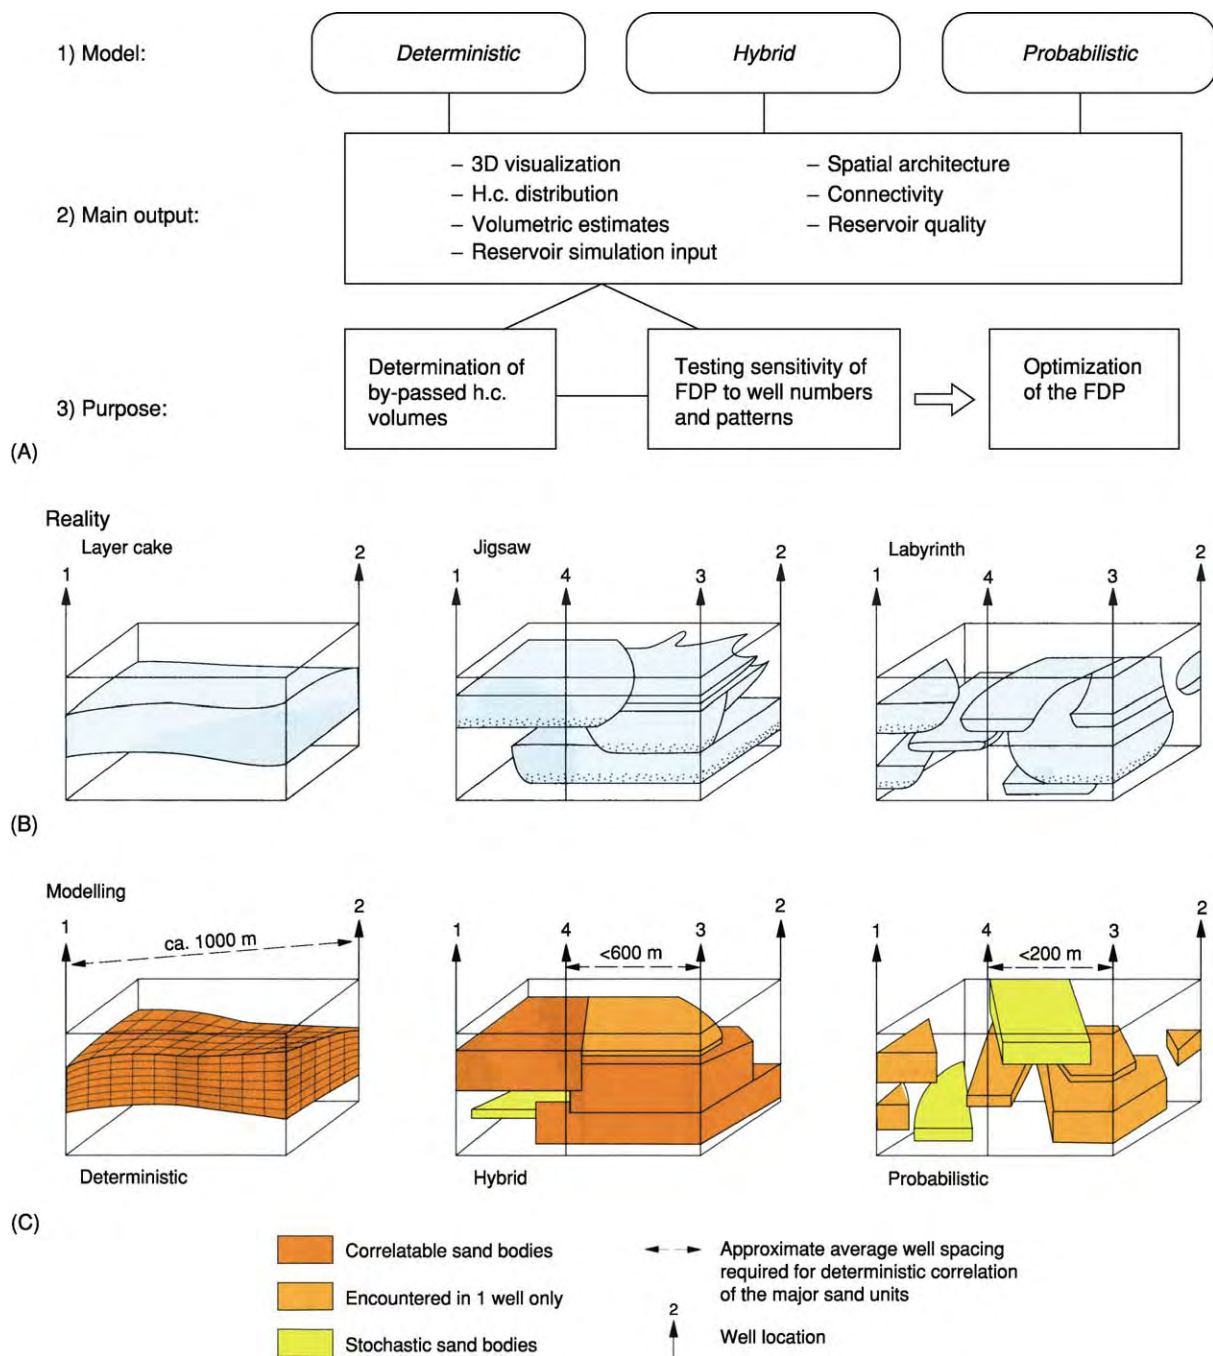 1) Model:
Deterministic
Hybrid
Probabilistic
2) Main output:
– 3D visualization
– H.c. distribution
– Volumetric estimates
– Reservoir simulation input
– Spatial architecture
– Connectivity
– Reservoir quality
3) Purpose:
Determination of
by-passed h.c.
volumes
Testing sensitivity of
FDP to well numbers
and patterns
Optimization
of the FDP
(A)
Reality
Layer cake
1
2
Jigsaw
1
4
3
2
Labyrinth
1
4
3
2
(B)
Modelling
1
2
ca. 1000 m
Deterministic
1
4
3
2
<600 m
Hybrid
1
4
3
2
<200 m
Probabilistic
(C)
Correlatable sand bodies
Encountered in 1 well only
Stochastic sand bodies
Approximate average well spacing
required for deterministic correlation
of the major sand units
2
Well location